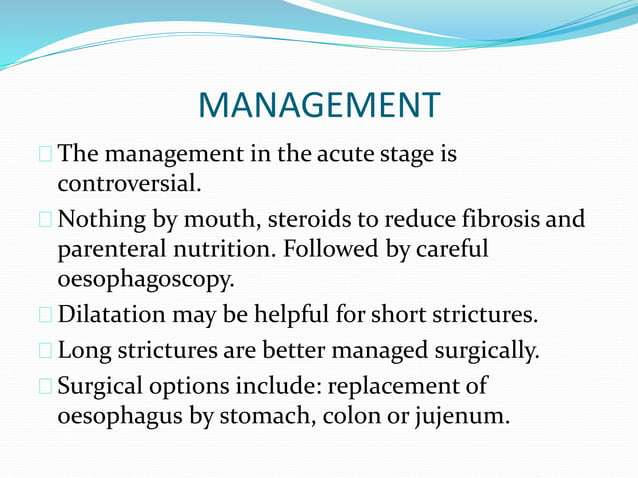 MANAGEMENT
The management in the acute stage is
controversial.
Nothing by mouth, steroids to reduce fibrosis and
parenteral nutrition. Followed by careful
oesophagoscopy.
Dilatation may be helpful for short strictures.
Long strictures are better managed surgically.
Surgical options include: replacement of
oesophagus by stomach, colon or jujenum.